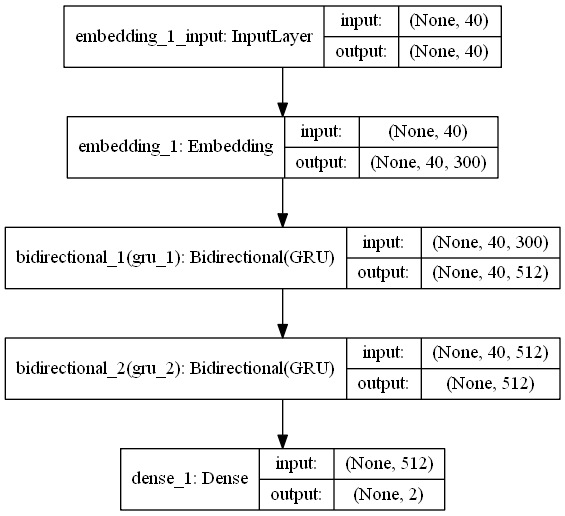 embedding_1_input: InputLayer
input: (None, 40)
output: (None, 40)
embedding_1: Embedding
input: (None, 40)
output: (None, 40, 300)
bidirectional_1(gru_1): Bidirectional(GRU)
input: (None, 40, 300)
output: (None, 40, 512)
bidirectional_2(gru_2): Bidirectional(GRU)
input: (None, 40, 512)
output: (None, 512)
dense_1: Dense
input: (None, 512)
output: (None, 2)